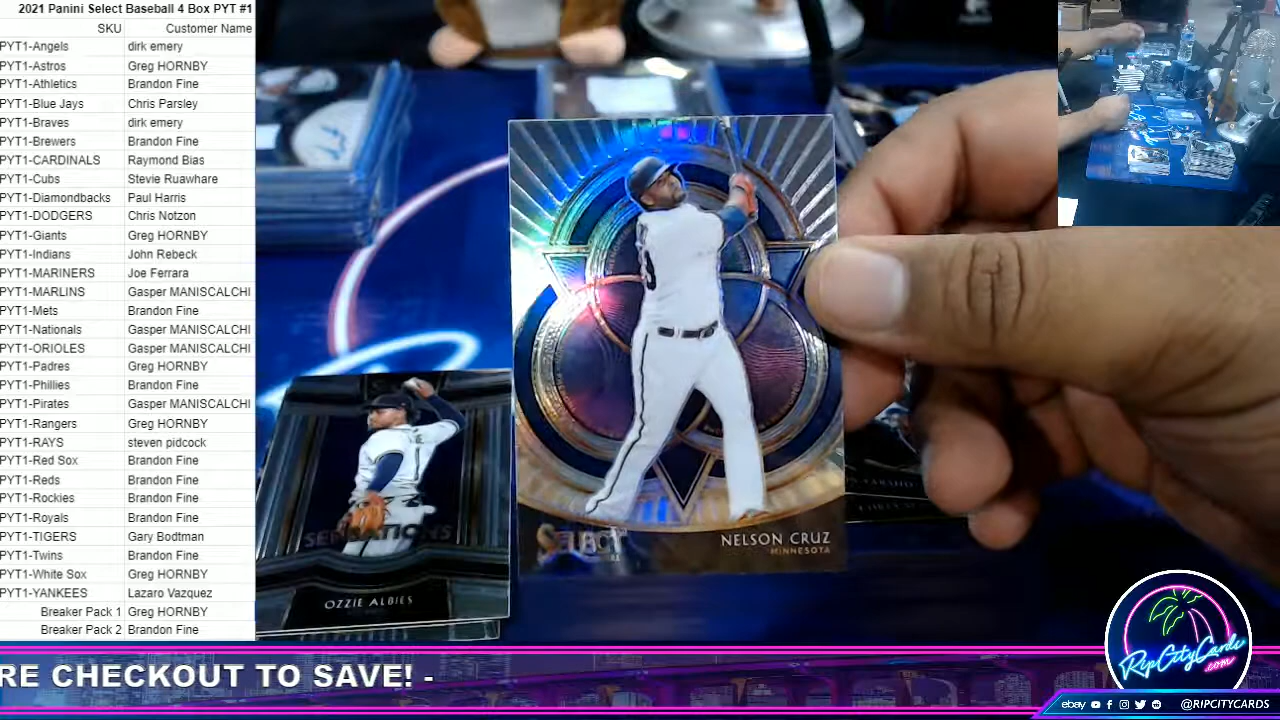 2021 Panini Select Baseball 4 Box PYT #1
SKU Customer Name
PYT1-Angels dirk emery
PYT1-Astros Greg HORNBY
PYT1-Athletics Brandon Fine
PYT1-Blue Jays Chris Parsley
PYT1-Braves dirk emery
PYT1-Brewers Brandon Fine
PYT1-CARDINALS Raymond Bias
PYT1-Cubs Stevie Ruawhare
PYT1-Diamondbacks Paul Harris
PYT1-DODGERS Chris Notzon
PYT1-Giants Greg HORNBY
PYT1-Indians John Rebeck
PYT1-MARINERS Joe Ferrara
PYT1-MARLINS Gasper MANISCALCHI
PYT1-Mets Brandon Fine
PYT1-Nationals Gasper MANISCALCHI
PYT1-ORIOLES Gasper MANISCALCHI
PYT1-Padres Greg HORNBY
PYT1-Phillies Brandon Fine
PYT1-Pirates Gasper MANISCALCHI
PYT1-Rangers Greg HORNBY
PYT1-RAYS steven pidcock
PYT1-Red Sox Brandon Fine
PYT1-Reds Brandon Fine
PYT1-Rockies Brandon Fine
PYT1-Royals Brandon Fine
PYT1-TIGERS Gary Bodtman
PYT1-Twins Brandon Fine
PYT1-White Sox Greg HORNBY
PYT1-YANKEES Lazaro Vazquez
Breaker Pack 1 Greg HORNBY
Breaker Pack 2 Brandon Fine
SELECT
NELSON CRUZ
MINNESOTA
SENSATIONS
OZZIE ALBIES
RE CHECKOUT TO SAVE! -
RipCityCards
.com
ebay
@RIPCITYCARDS